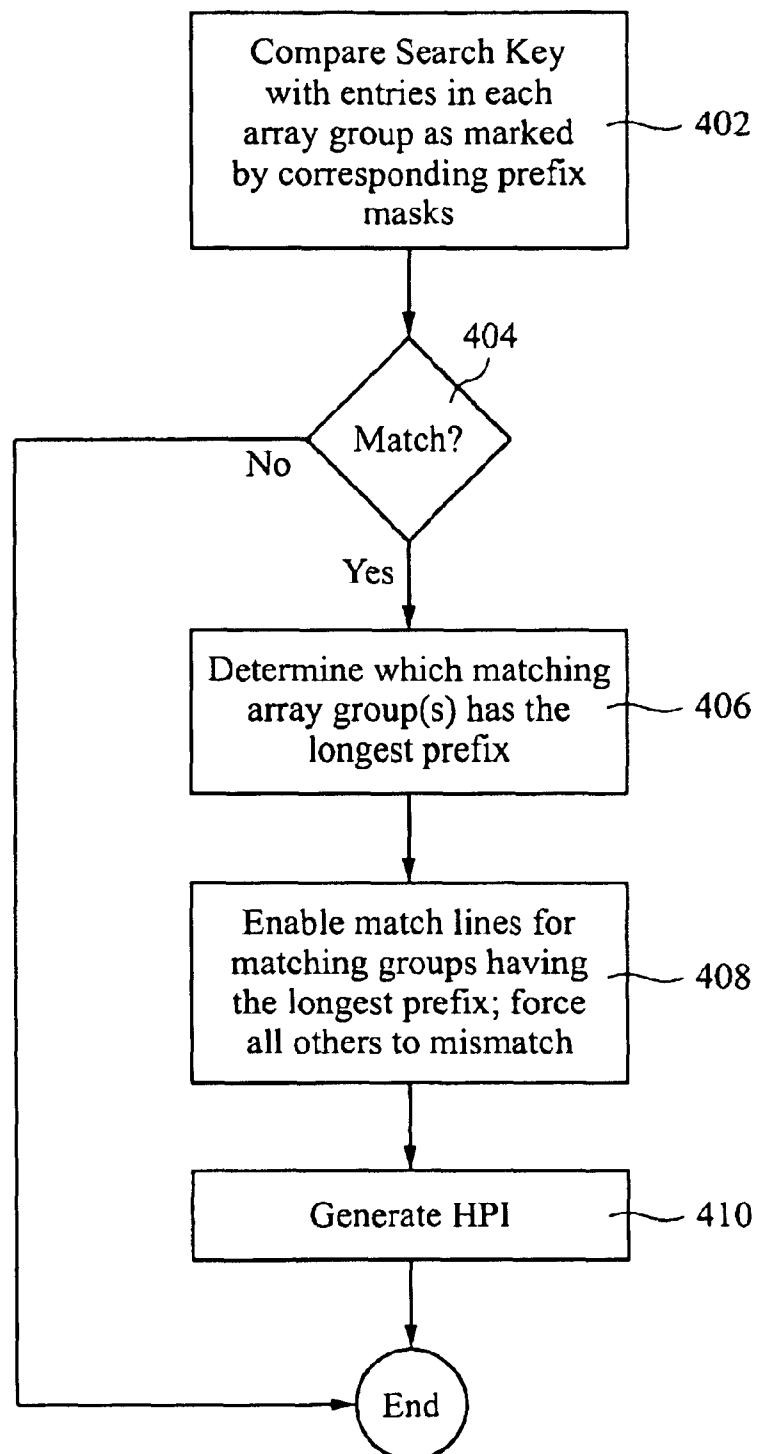 Compare Search Key
with entries in each
array group as marked
by corresponding prefix
masks
402
404
Match?
No
Yes
Determine which matching
array group(s) has the
longest prefix
406
Enable match lines for
matching groups having
the longest prefix; force
all others to mismatch
408
Generate HPI
410
End